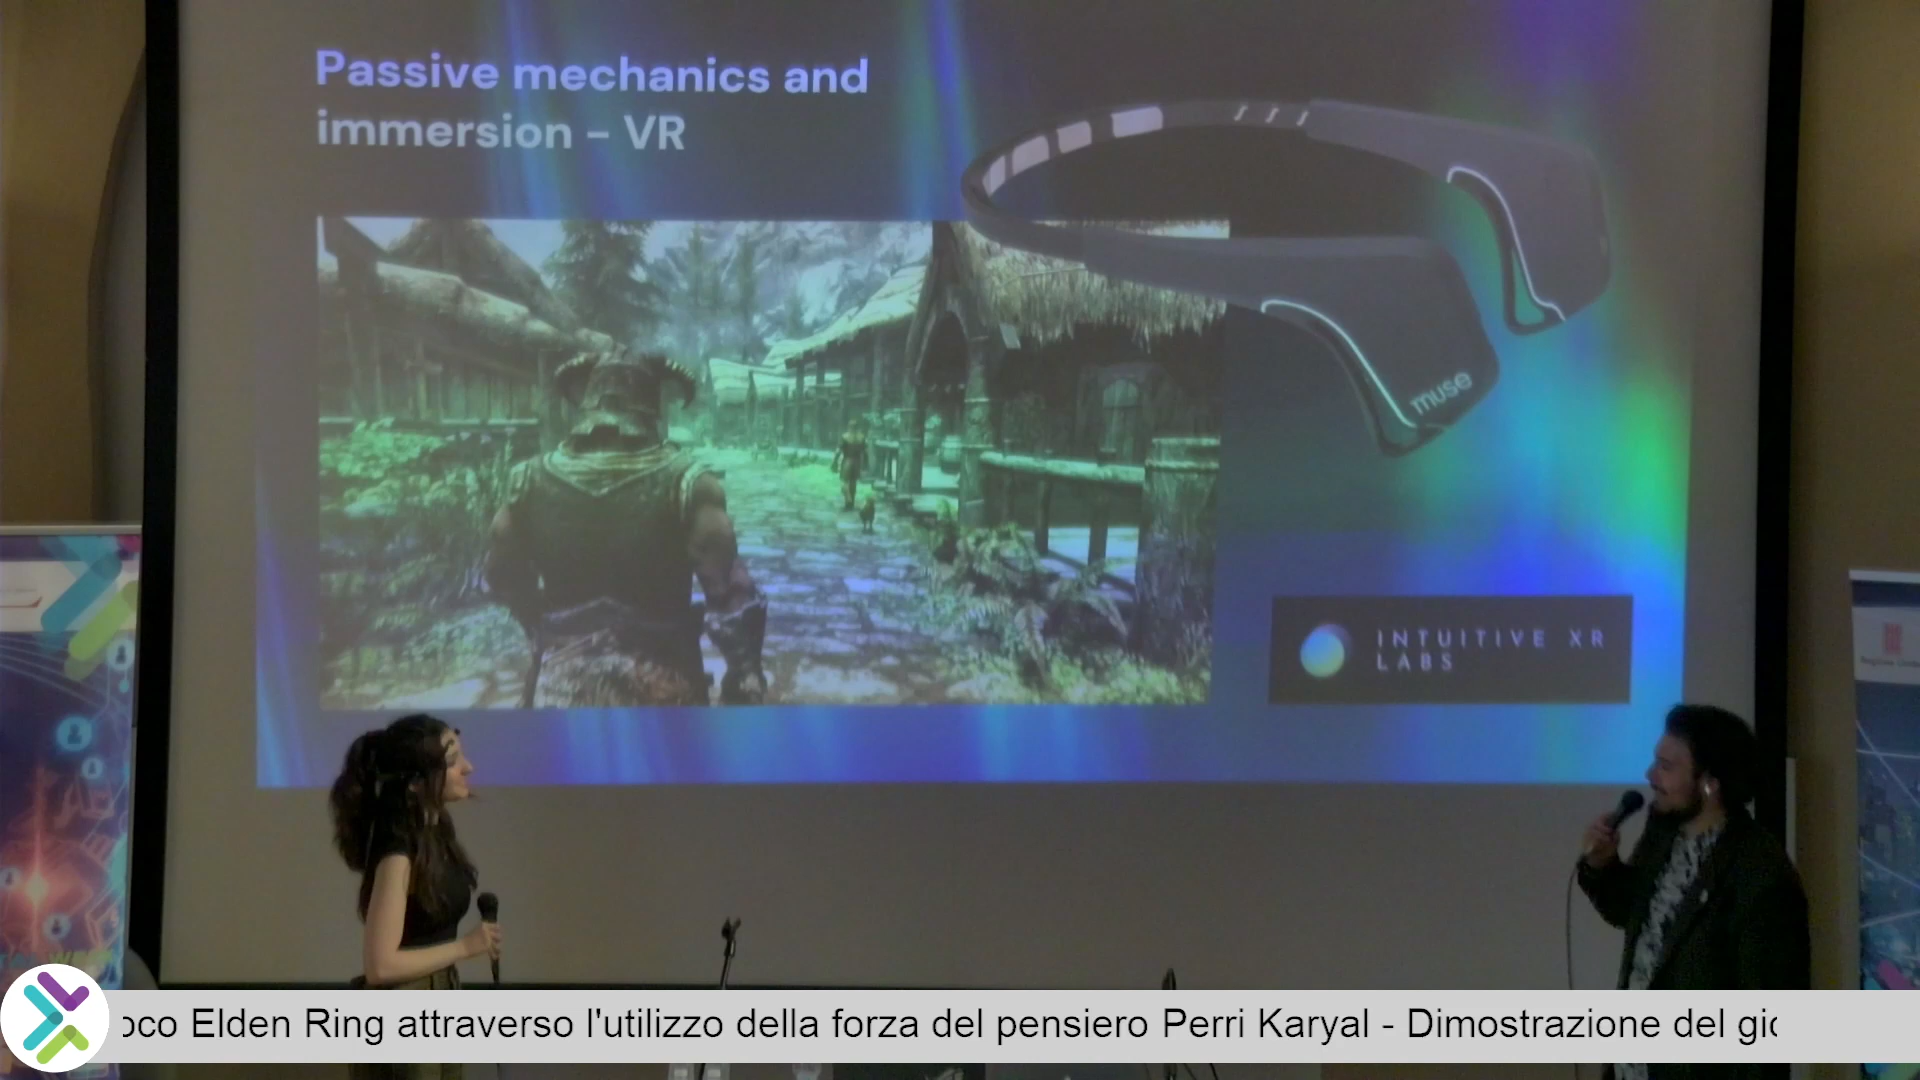 Passive mechanics and
immersion - VR
muse
INTUITIVE XR
LABS
oco Elden Ring attraverso l'utilizzo della forza del pensiero Perri Karyal - Dimostrazione del gio